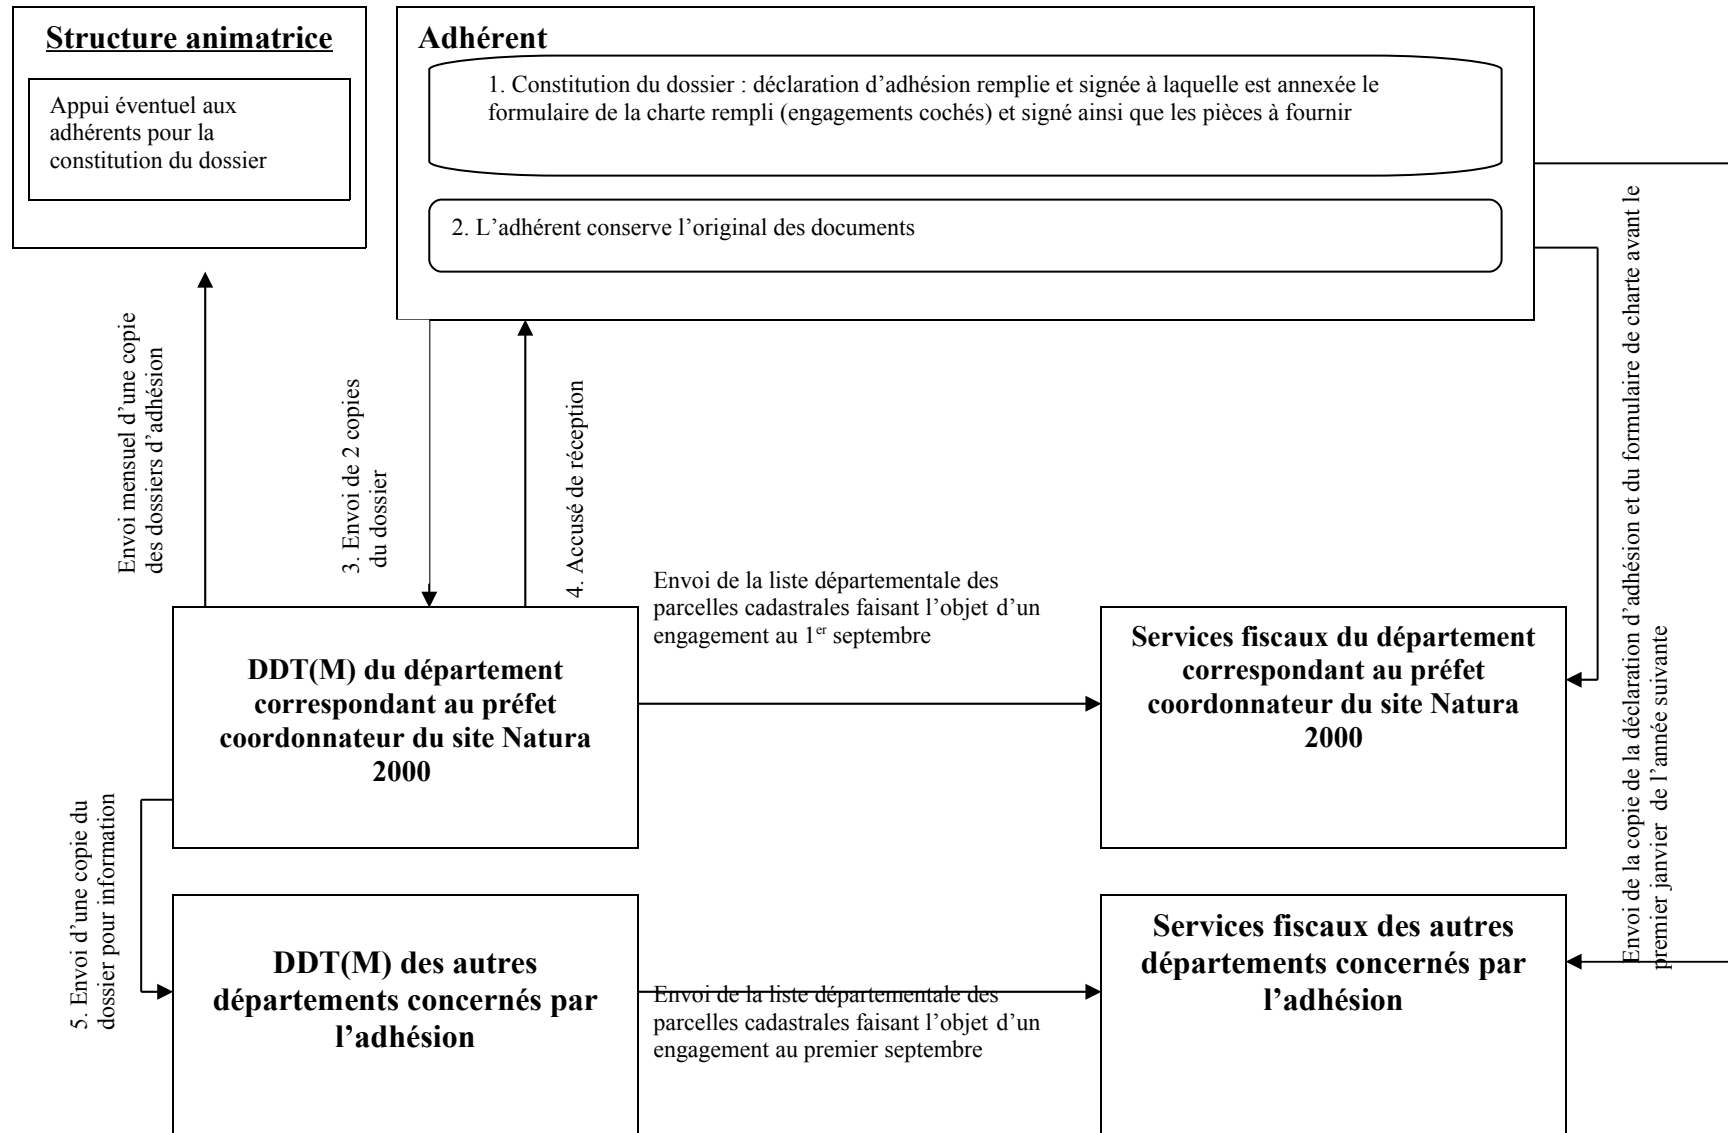 Structure animatrice
Appui éventuel aux
adhérents pour la
constitution du dossier
Adhérent
1. Constitution du dossier : déclaration d’adhésion remplie et signée à laquelle est annexée le
formulaire de la charte rempli (engagements cochés) et signé ainsi que les pièces à fournir
2. L’adhérent conserve l’original des documents
Envoi mensuel d’une copie
des dossiers d’adhésion
3. Envoi de 2 copies
du dossier
4. Accusé de réception
Envoi de la copie de la déclaration d’adhésion et du formulaire de charte avant le
premier janvier de l’année suivante
Envoi de la liste départementale des
parcelles cadastrales faisant l’objet d’un
engagement au 1er septembre
DDT(M) du département
correspondant au préfet
coordonnateur du site Natura
2000
Services fiscaux du département
correspondant au préfet
coordonnateur du site Natura
2000
5. Envoi d’une copie du
dossier pour information
DDT(M) des autres
départements concernés par
l’adhésion
Envoi de la liste départementale des
parcelles cadastrales faisant l’objet d’un
engagement au premier septembre
Services fiscaux des autres
départements concernés par
l’adhésion